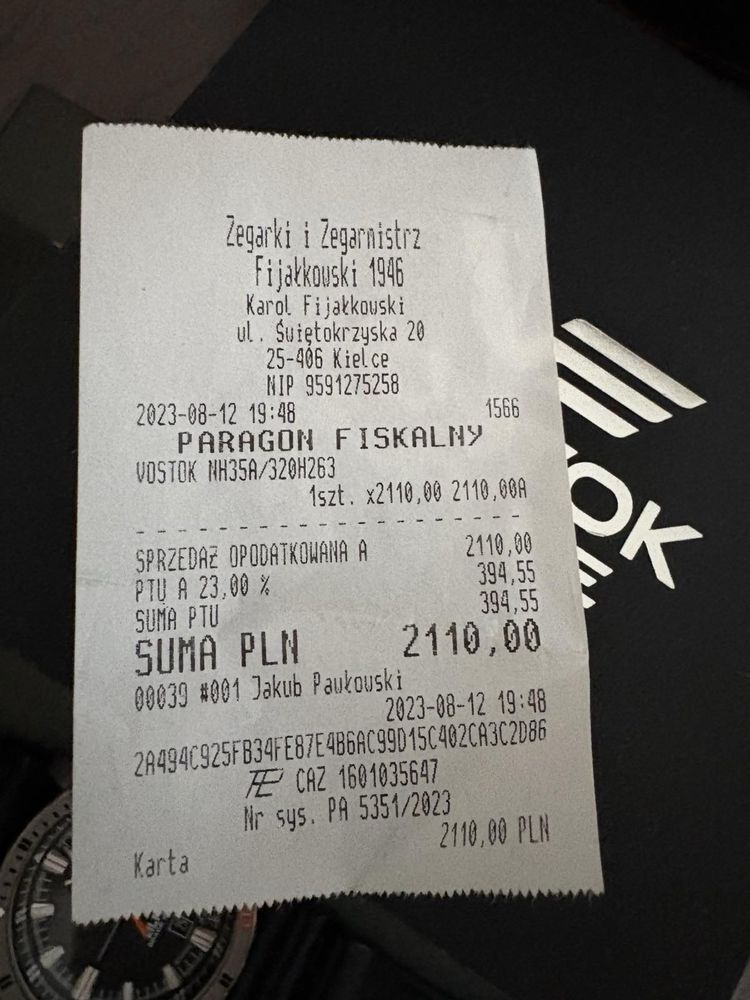 Zegarki i Zegarmistrz
Fijałkowski 1946
Karol Fijałkowski
ul. Świętokrzyska 20
25-406 Kielce
NIP 9591275258
2023-08-12 19:48 1566
PARAGON FISKALNY
VOSTOK NH35A/320H263
1szt. x2110,00 2110,00A
SPRZEDAŻ OPODATKOWANA A 2110,00
PTU A 23,00 % 394,55
SUMA PTU 394,55
SUMA PLN 2110,00
00039 #001 Jakub Pawłowski
2023-08-12 19:48
2A494C925FB34FE87E4B6AC99D15C402CA3C2D86
CAZ 1601035647
Nr sys. PA 5351/2023
2110,00 PLN
Karta
OK
E